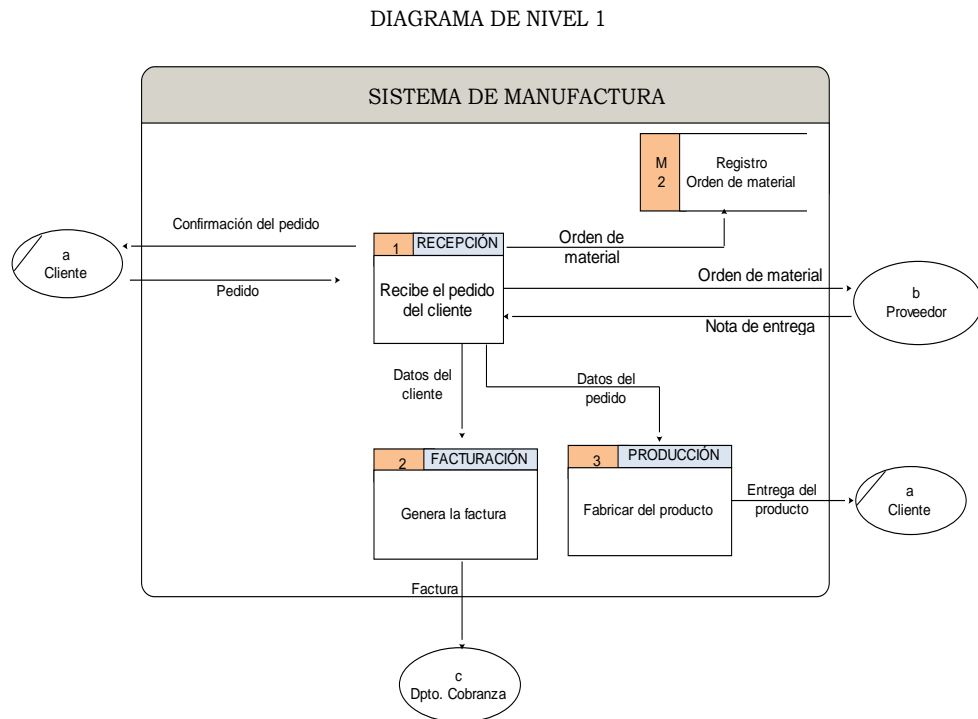 DIAGRAMA DE NIVEL 1
SISTEMA DE MANUFACTURA
M
2
Registro
Orden de material
Confirmación del pedido
a
Cliente
Pedido
1
RECEPCIÓN
Recibe el pedido
del cliente
Orden de
material
Orden de material
b
Proveedor
Nota de entrega
Datos del
cliente
Datos del
pedido
2
FACTURACIÓN
Genera la factura
3
PRODUCCIÓN
Fabricar del producto
Entrega del
producto
a
Cliente
Factura
c
Dpto. Cobranza